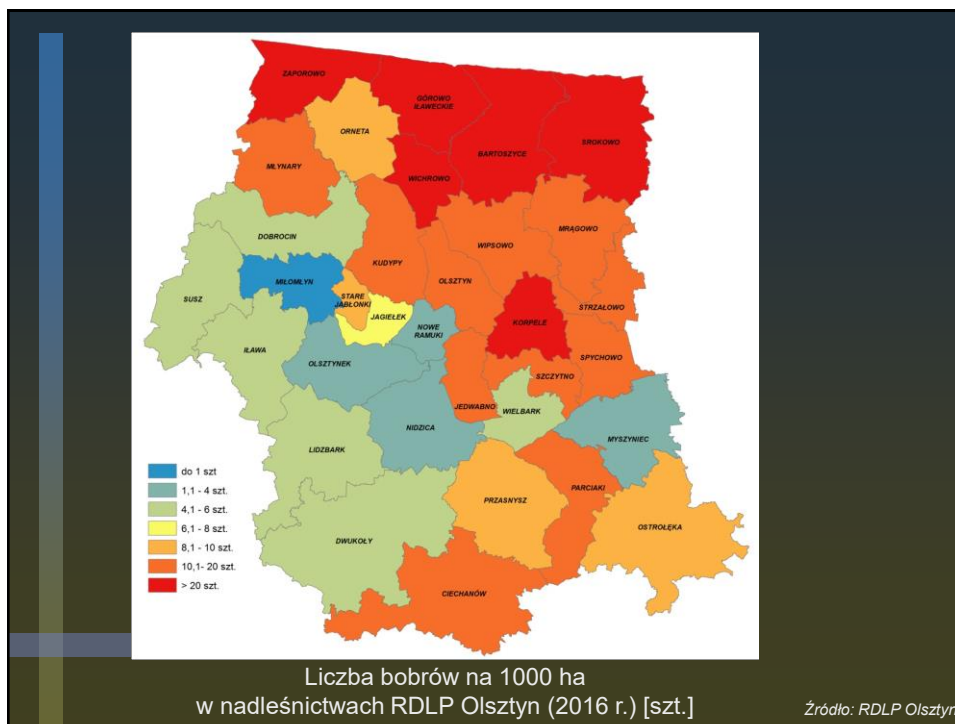 ZAPOROWO
GÓROWO
IŁAWECKIE
ORNETA
SROKOWO
BARTOSZYCE
MŁYNARY
WICHROWO
MRĄGOWO
DOBROCIN
WIPSOWO
KUDYPY
OLSZTYN
MIŁOMŁYN
SUSZ
STARE
JABŁONKI
STRZAŁOWO
JAGIEŁEK
KORPELE
NOWE
RAMUKI
IŁAWA
SPYCHOWO
OLSZTYNEK
SZCZYTNO
WIELBARK
JEDWABNO
NIDZICA
MYSZYNIEC
LIDZBARK
PARCIAKI
PRZASNYSZ
OSTROŁĘKA
DWUKOŁY
CIECHANÓW
do 1 szt
1,1 - 4 szt.
4,1 - 6 szt.
6,1 - 8 szt.
8,1 - 10 szt.
10,1- 20 szt.
> 20 szt.
Liczba bobrów na 1000 ha
w nadleśnictwach RDLP Olsztyn (2016 r.) [szt.]
Źródło: RDLP Olsztyn